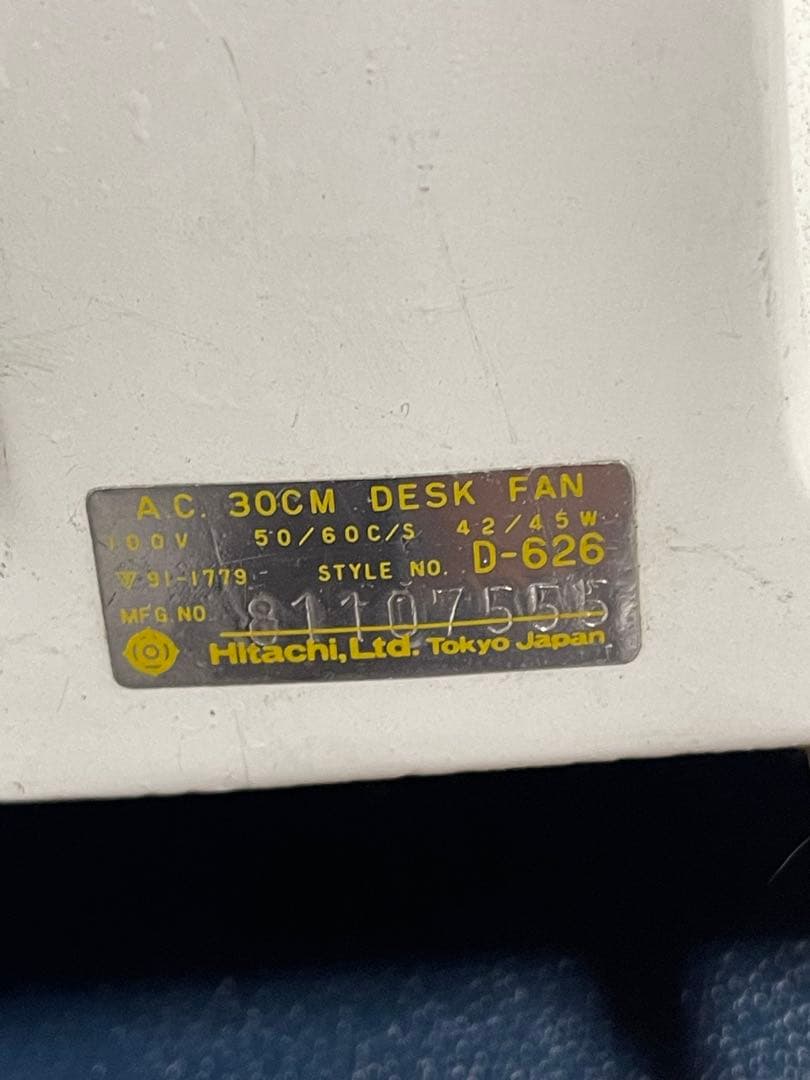 A.C. 30CM DESK FAN
100V 50/60C/S 42/45W
91-1779 STYLE NO. D-626
MFG.NO 81107555
Hitachi, Ltd. Tokyo Japan